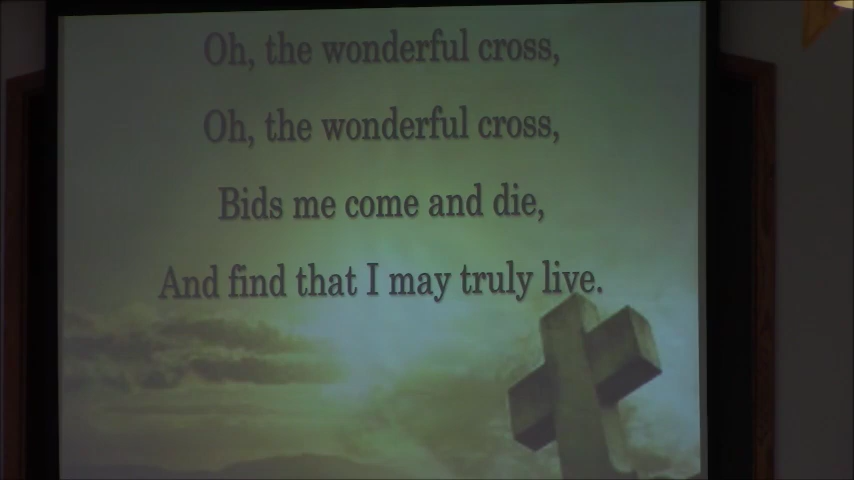 Oh, the wonderful cross,
Oh, the wonderful cross,
Bids me come and die,
And find that I may truly live.